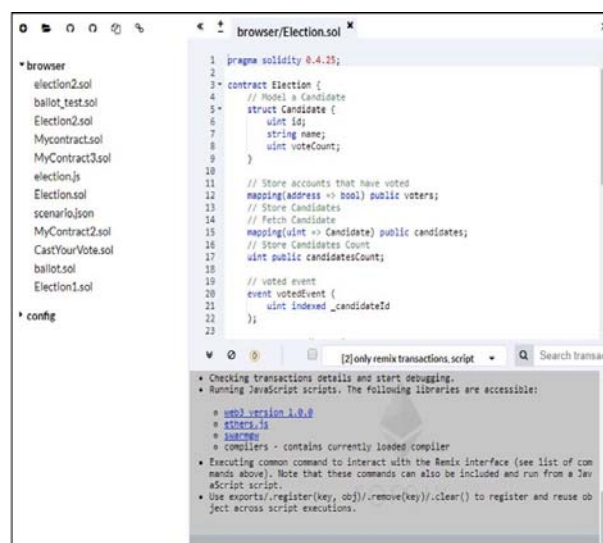 browser/Election.sol
browser
election2.sol
ballot_test.sol
Election2.sol
Mycontract.sol
MyContract3.sol
election.js
Election.sol
scenario.json
MyContract2.sol
CastYourVote.sol
ballot.sol
Election1.sol
config
1 pragma solidity 0.4.25;
2
3 contract Election {
4 // Model a Candidate
5 struct Candidate {
6 uint id;
7 string name;
8 uint voteCount;
9 }
10
11 // Store accounts that have voted
12 mapping(address => bool) public voters;
13 // Store Candidates
14 // Fetch Candidate
15 mapping(uint => Candidate) public candidates;
16 // Store Candidates Count
17 uint public candidatesCount;
18
19 // voted event
20 event votedEvent (
21 uint indexed _candidateId
22 );
23
0
[2] only remix transactions, script
Search transac
• Checking transactions details and start debugging.
• Running JavaScript scripts. The following libraries are accessible:
o web3 version 1.0.0
o ethers.js
o swarmgw
o compilers - contains currently loaded compiler
• Executing common command to interact with the Remix interface (see list of com
mands above). Note that these commands can also be included and run from a Jav
aScript script.
• Use exports/.register(key, obj)/.remove(key)/.clear() to register and reuse ob
ject across script executions.